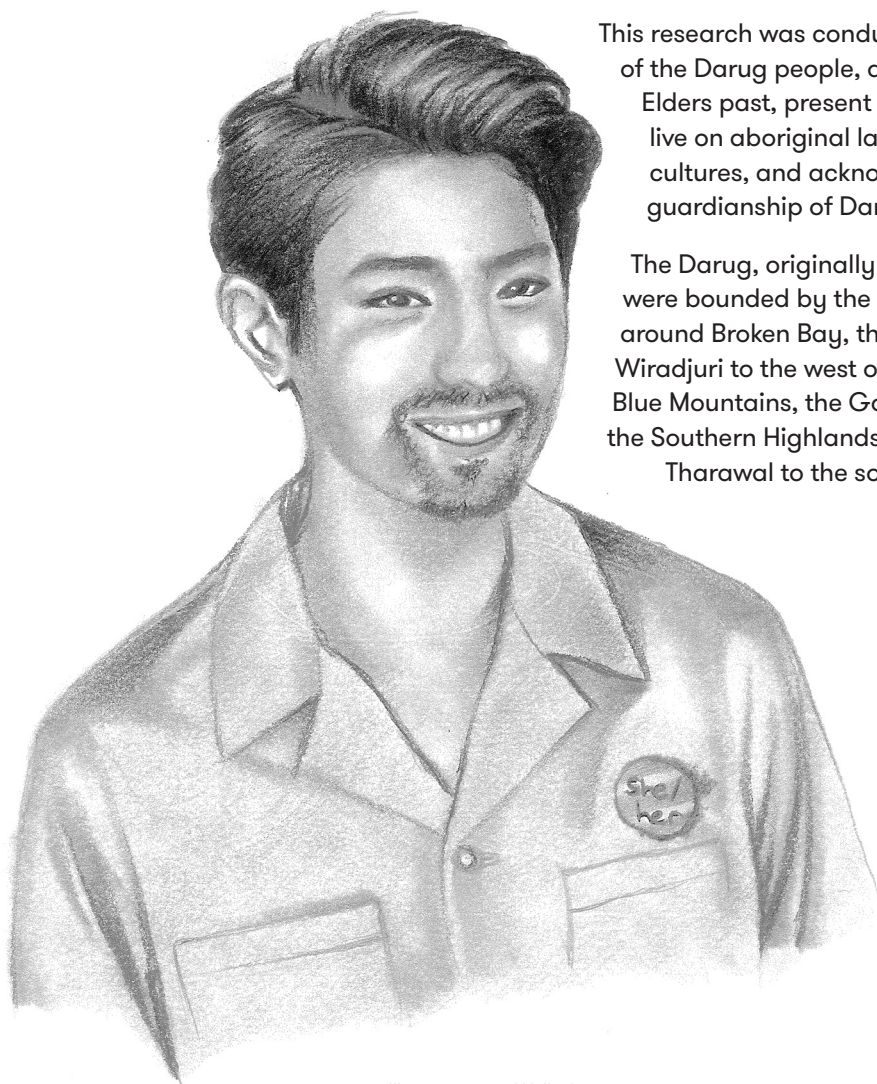 This research was condu
of the Darug people, a
Elders past, present
live on aboriginal la
cultures, and ackno
guardianship of Dar
The Darug, originally
were bounded by the
around Broken Bay, th
Wiradjuri to the west o
Blue Mountains, the Go
the Southern Highlands
Tharawal to the so
she/
her